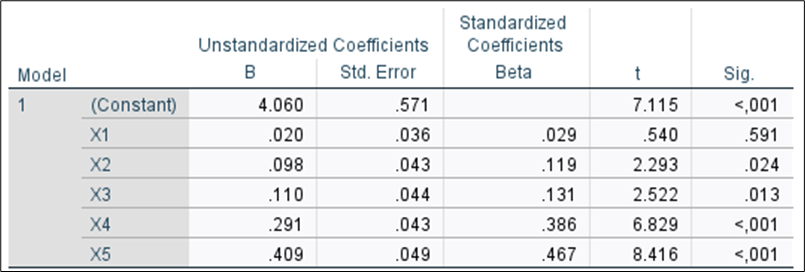 Unstandardized Coefficients Standardized Coefficients
Model B Std. Error Beta t Sig.
1 (Constant) 4.060 .571 7.115 <,001
X1 .020 .036 .029 .540 .591
X2 .098 .043 .119 2.293 .024
X3 .110 .044 .131 2.522 .013
X4 .291 .043 .386 6.829 <,001
X5 .409 .049 .467 8.416 <,001